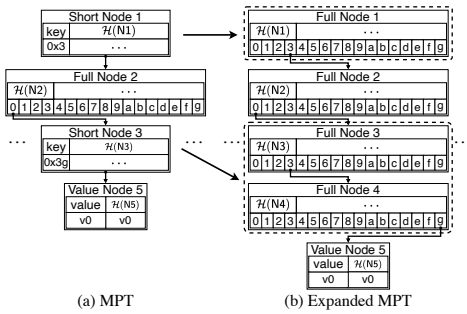 Short Node 1
key ℋ(N1)
0x3 ···
Full Node 2
ℋ(N2) ···
0 1 2 3 4 5 6 7 8 9 a b c d e f g
Short Node 3
key ℋ(N3)
0x3g ···
Value Node 5
value ℋ(N5)
v0 v0
··· ···
(a) MPT
Full Node 1
ℋ(N1) ···
0 1 2 3 4 5 6 7 8 9 a b c d e f g
Full Node 2
ℋ(N2) ···
0 1 2 3 4 5 6 7 8 9 a b c d e f g
Full Node 3
ℋ(N3) ···
0 1 2 3 4 5 6 7 8 9 a b c d e f g
Full Node 4
ℋ(N4) ···
0 1 2 3 4 5 6 7 8 9 a b c d e f g
Value Node 5
value ℋ(N5)
v0 v0
··· ···
(b) Expanded MPT